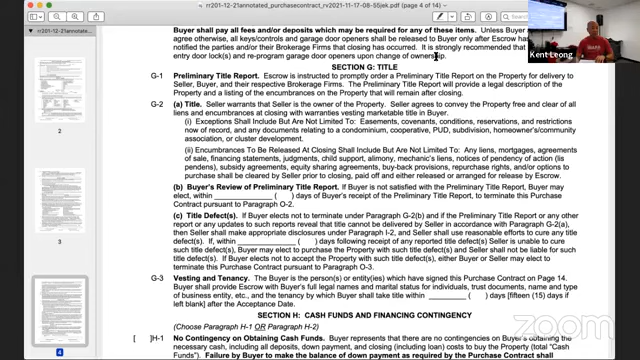 rr201-12-21annotated_purchasecontract_rv2021-11-17-08-55jek.pdf (page 4 of 14)
Search
Kent Leong
Buyer shall pay all fees and/or deposits which may be required for any of these items. Unless Buyer
agree otherwise, all keys/controls and garage door openers shall be released to Buyer only after Escrow has
notified the parties and/or their Brokerage Firms that closing has occurred. It is strongly recommended that
entry door lock(s) and re-program garage door openers upon change of ownership.
SECTION G: TITLE
G-1 Preliminary Title Report. Escrow is instructed to promptly order a Preliminary Title Report on the Property for delivery to
Seller, Buyer, and their respective Brokerage Firms. The Preliminary Title Report will provide a legal description of the
Property and a listing of the encumbrances on the Property that will remain after closing.
G-2 (a) Title. Seller warrants that Seller is the owner of the Property. Seller agrees to convey the Property free and clear of all
liens and encumbrances at closing with warranties vesting marketable title in Buyer.
(i) Exceptions Shall Include But Are Not Limited To: Easements, covenants, conditions, reservations, and restrictions
now of record, and any documents relating to a condominium, cooperative, PUD, subdivision, homeowner's/community
association, or cluster development.
(ii) Encumbrances To Be Released At Closing Shall Include But Are Not Limited To: Any liens, mortgages, agreements
of sale, financing statements, judgments, child support, alimony, mechanic's liens, notices of pendency of action (lis
pendens), subsidy agreements, equity sharing agreements, buy-back provisions, repurchase rights, and/or options to
purchase shall be cleared by Seller prior to closing, paid off and either released or arranged for release by Escrow.
(b) Buyer's Review of Preliminary Title Report. If Buyer is not satisfied with the Preliminary Title Report, Buyer may
elect, within ____________ ( ) days of Buyer's receipt of the Preliminary Title Report, to terminate this Purchase
Contract pursuant to Paragraph O-2.
(c) Title Defect(s). If Buyer elects not to terminate under Paragraph G-2(b) and if the Preliminary Title Report or any other
report or any updates to such reports reveal that title cannot be delivered by Seller in accordance with Paragraph G-2(a),
then Seller shall make appropriate disclosures under Paragraph I-2, and Seller shall use reasonable efforts to cure any title
defect(s). If, within ____________ ( ) days following receipt of any reported title defect(s) Seller is unable to cure
such title defect(s), Buyer may elect to purchase the Property with such title defect(s) and Seller shall not be liable for such
title defect(s). If Buyer elects not to accept the Property with such title defect(s), either Buyer or Seller may elect to
terminate this Purchase Contract pursuant to Paragraph O-3.
G-3 Vesting and Tenancy. The Buyer is the person(s) or entity(ies) which have signed this Purchase Contract on Page 14.
Buyer shall provide Escrow with Buyer's full legal names and marital status for individuals, trust documents, name and
type of business entity, etc., and the tenancy by which Buyer shall take title within ________ ( ) days [fifteen (15) days if
left blank] after the Acceptance Date.
SECTION H: CASH FUNDS AND FINANCING CONTINGENCY
(Choose Paragraph H-1 OR Paragraph H-2)
[ ]H-1 No Contingency on Obtaining Cash Funds. Buyer represents that there are no contingencies on Buyer's obtaining the
necessary cash, including all deposits, down payment, and closing (including loan) costs to buy the Property (total "Cash
Funds"). Failure by Buyer to make the balance of down payment as required by the Purchase Contract shall
2
3
4
zoom